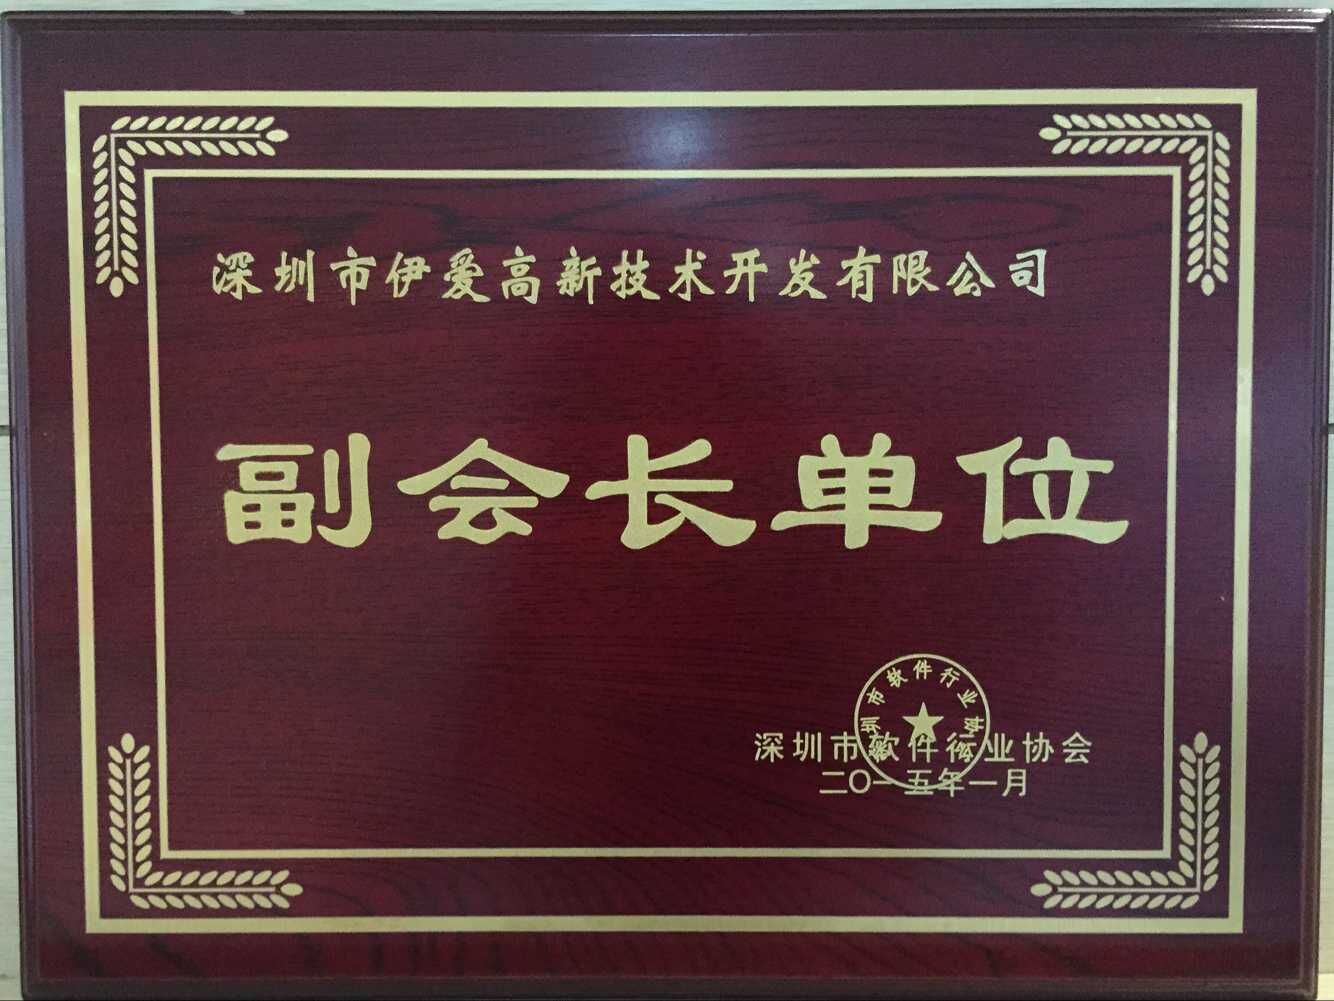 深圳市伊爱高新技术开发有限公司
副会长单位
深圳市软件行业协会
深圳市软件行业协会
二〇一五年一月